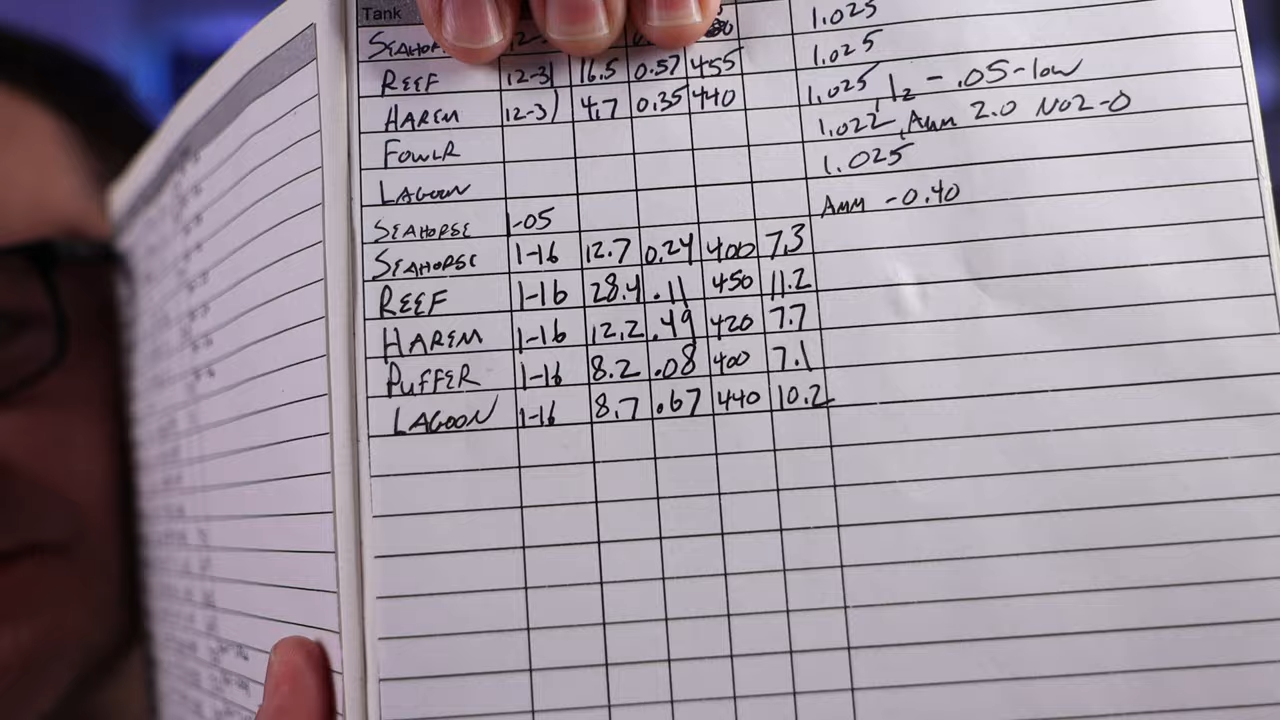 Tank
SEAHOR 12- 1.025
REEF 12-31 16.5 0.57 455 1.025
HAREM 12-31 4.7 0.35 440 1.025, I2 - .05-low
FOWLR 1.022, Amm 2.0 NO2-0
LAGOON 1.025
SEAHORSE 1-05 Amm -0.40
SEAHORSE 1-16 12.7 0.24 400 7.3
REEF 1-16 28.4 .11 450 11.2
HAREM 1-16 12.2 .49 420 7.7
PUFFER 1-16 8.2 .08 400 7.1
LAGOON 1-16 8.7 .67 440 10.2